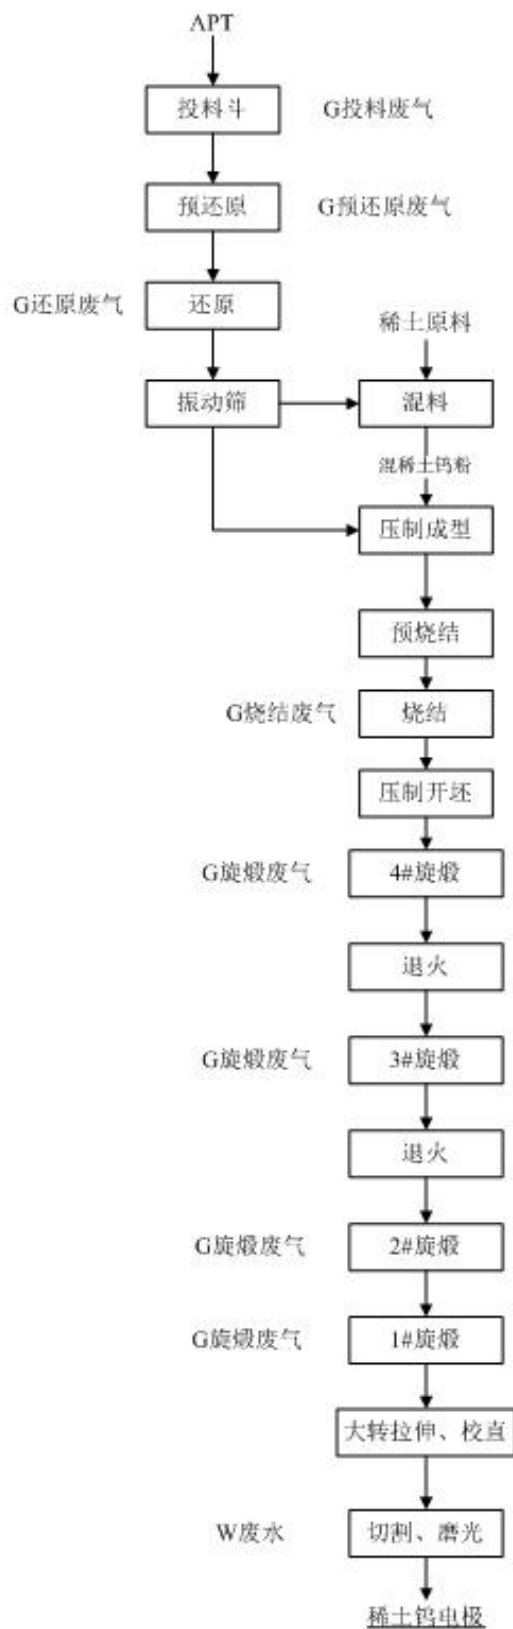 APT
投料斗
G投料废气
预还原
G预还原废气
G还原废气
还原
稀土原料
振动筛
混料
混稀土钨粉
压制成型
预烧结
G烧结废气
烧结
压制开坯
G旋煅废气
4#旋煅
退火
G旋煅废气
3#旋煅
退火
G旋煅废气
2#旋煅
G旋煅废气
1#旋煅
大转拉伸、校直
W废水
切割、磨光
稀土钨电极